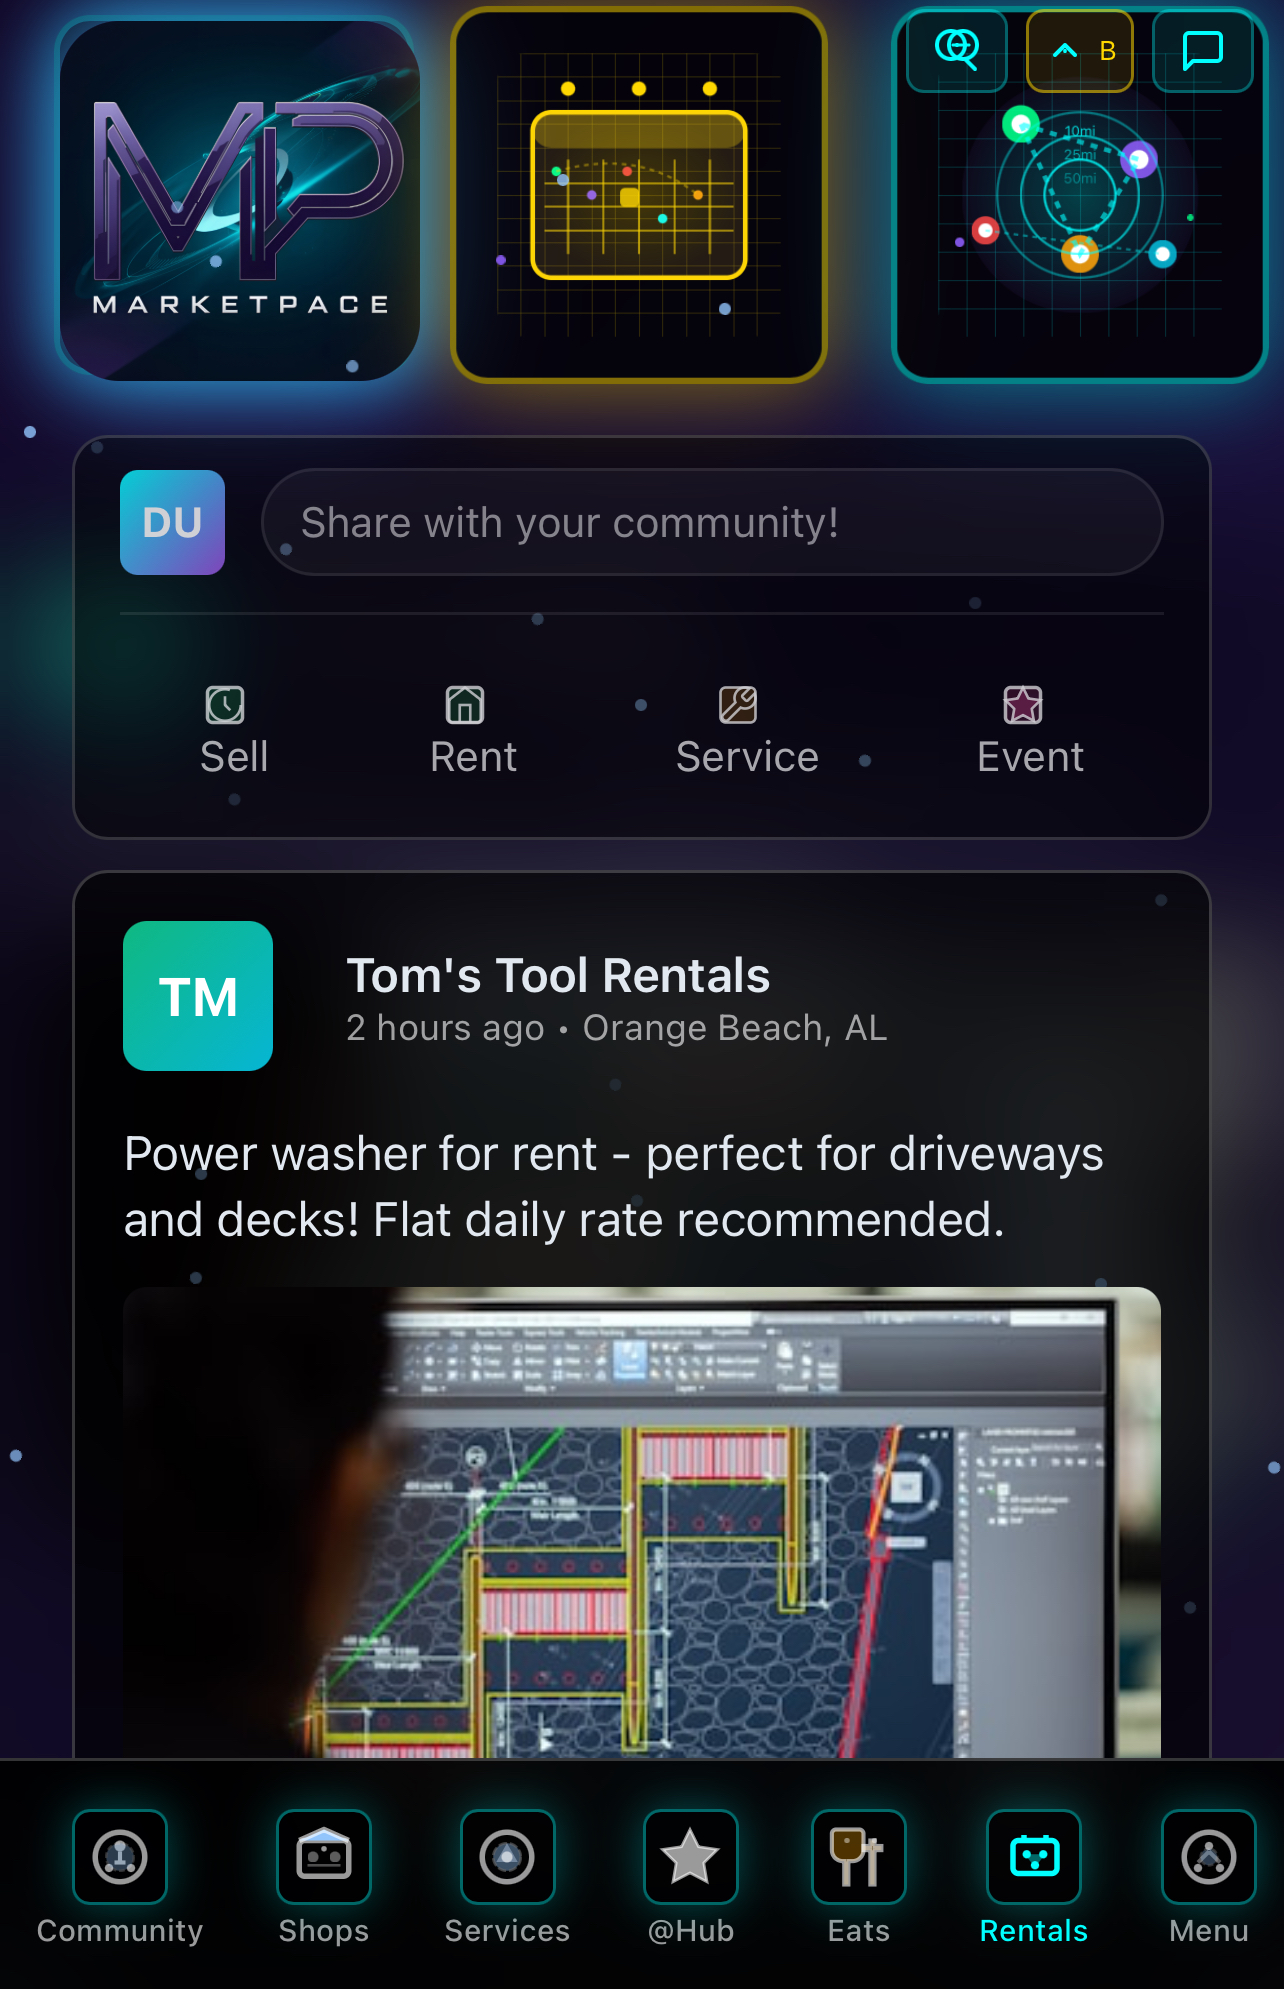 MP
MARKETPACE
B
10mi
25mi
50mi
DU
Share with your community!
Sell
Rent
Service
Event
TM
Tom's Tool Rentals
2 hours ago • Orange Beach, AL
Power washer for rent - perfect for driveways
and decks! Flat daily rate recommended.
Community
Shops
Services
@Hub
Eats
Rentals
Menu